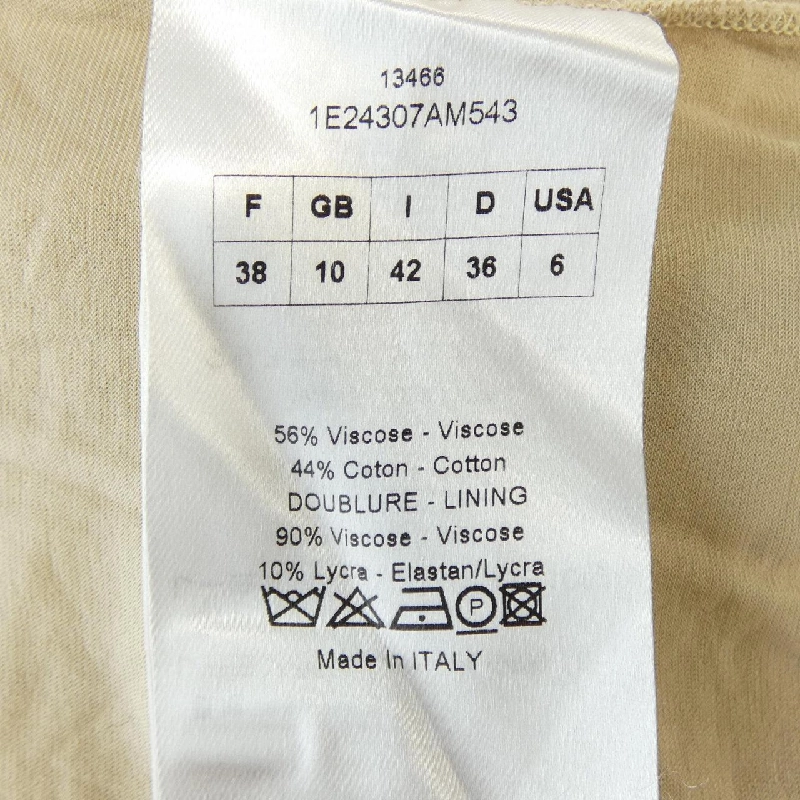 13466
1E24307AM543
F GB I D USA
38 10 42 36 6
56% Viscose - Viscose
44% Coton - Cotton
DOUBLURE - LINING
90% Viscose - Viscose
10% Lycra - Elastan/Lycra
P
Made In ITALY